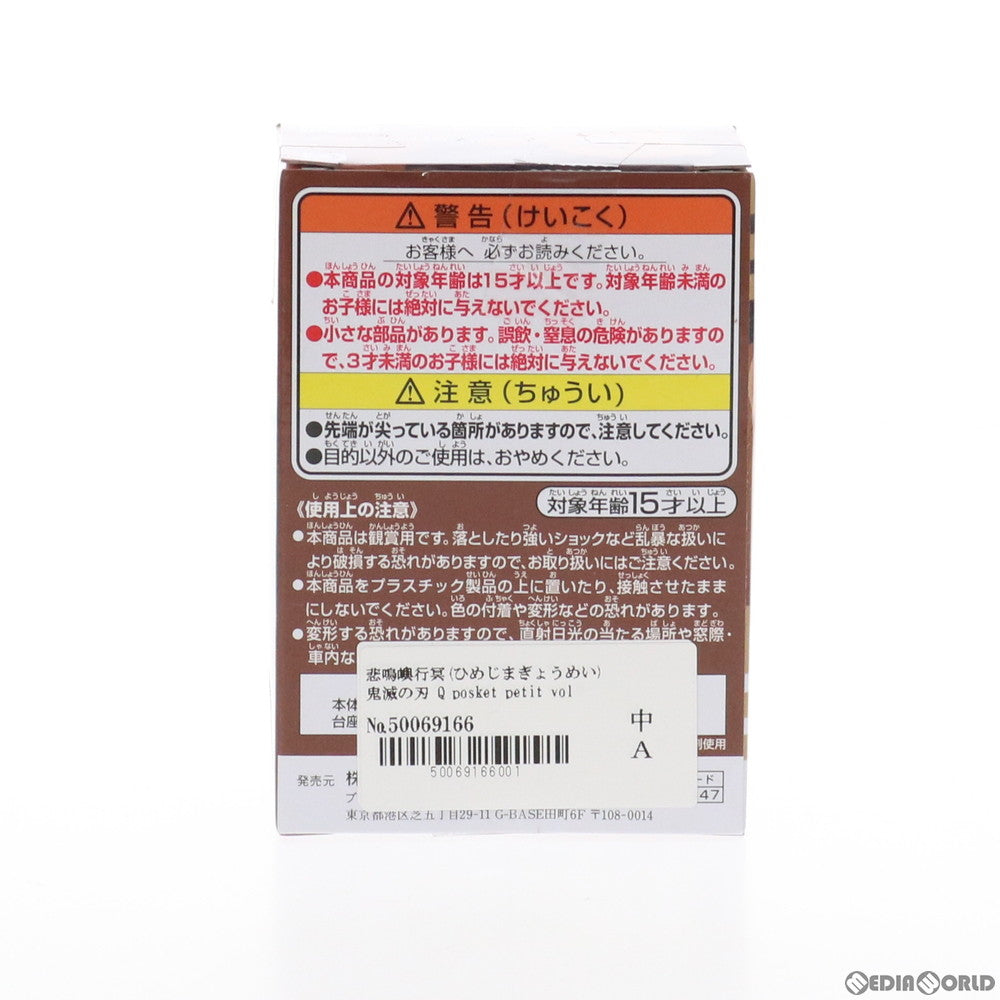 ⚠警告(けいこく)
お客様へ 必ずお読みください。
●本商品の対象年齢は15才以上です。対象年齢未満の
お子様には絶対に与えないでください。
●小さな部品があります。誤飲・窒息の危険がありますの
で、3才未満のお子様には絶対に与えないでください。
⚠注意(ちゅうい)
●先端が尖っている箇所がありますので、注意してください。
●目的以外のご使用は、おやめください。
対象年齢15才以上
《使用上の注意》
●本商品は観賞用です。落としたり強いショックなど乱暴な扱いに
より破損する恐れがありますので、お取り扱いにはご注意ください。
●本商品をプラスチック製品の上に置いたり、接触させたまま
にしないでください。色の付着や変形などの恐れがあります。
●変形する恐れがありますので、直射日光の当たる場所や窓際・
車内な
悲鳴嶼行冥(ひめじまぎょうめい)
鬼滅の刃 Q posket petit vol
No.50069166
中
A
50069166001
本体
台座
使用
発売元 株
ード
47
東京都港区芝五丁目29-11 G-BASE田町6F 〒108-0014
MEDIAWORLD